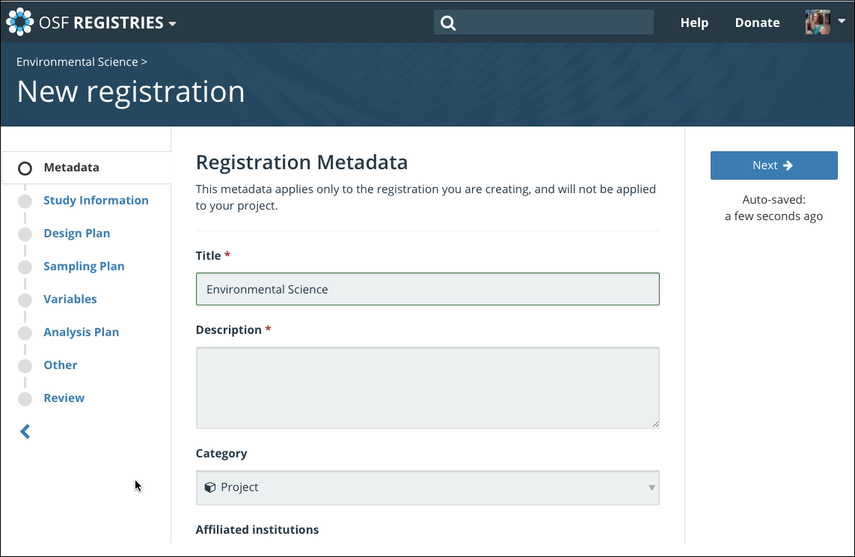 OSF REGISTRIES
Help
Donate
Environmental Science >
New registration
Metadata
Study Information
Design Plan
Sampling Plan
Variables
Analysis Plan
Other
Review
Registration Metadata
This metadata applies only to the registration you are creating, and will not be applied
to your project.
Title *
Environmental Science
Description *
Category
Project
Affiliated institutions
Next
Auto-saved:
a few seconds ago